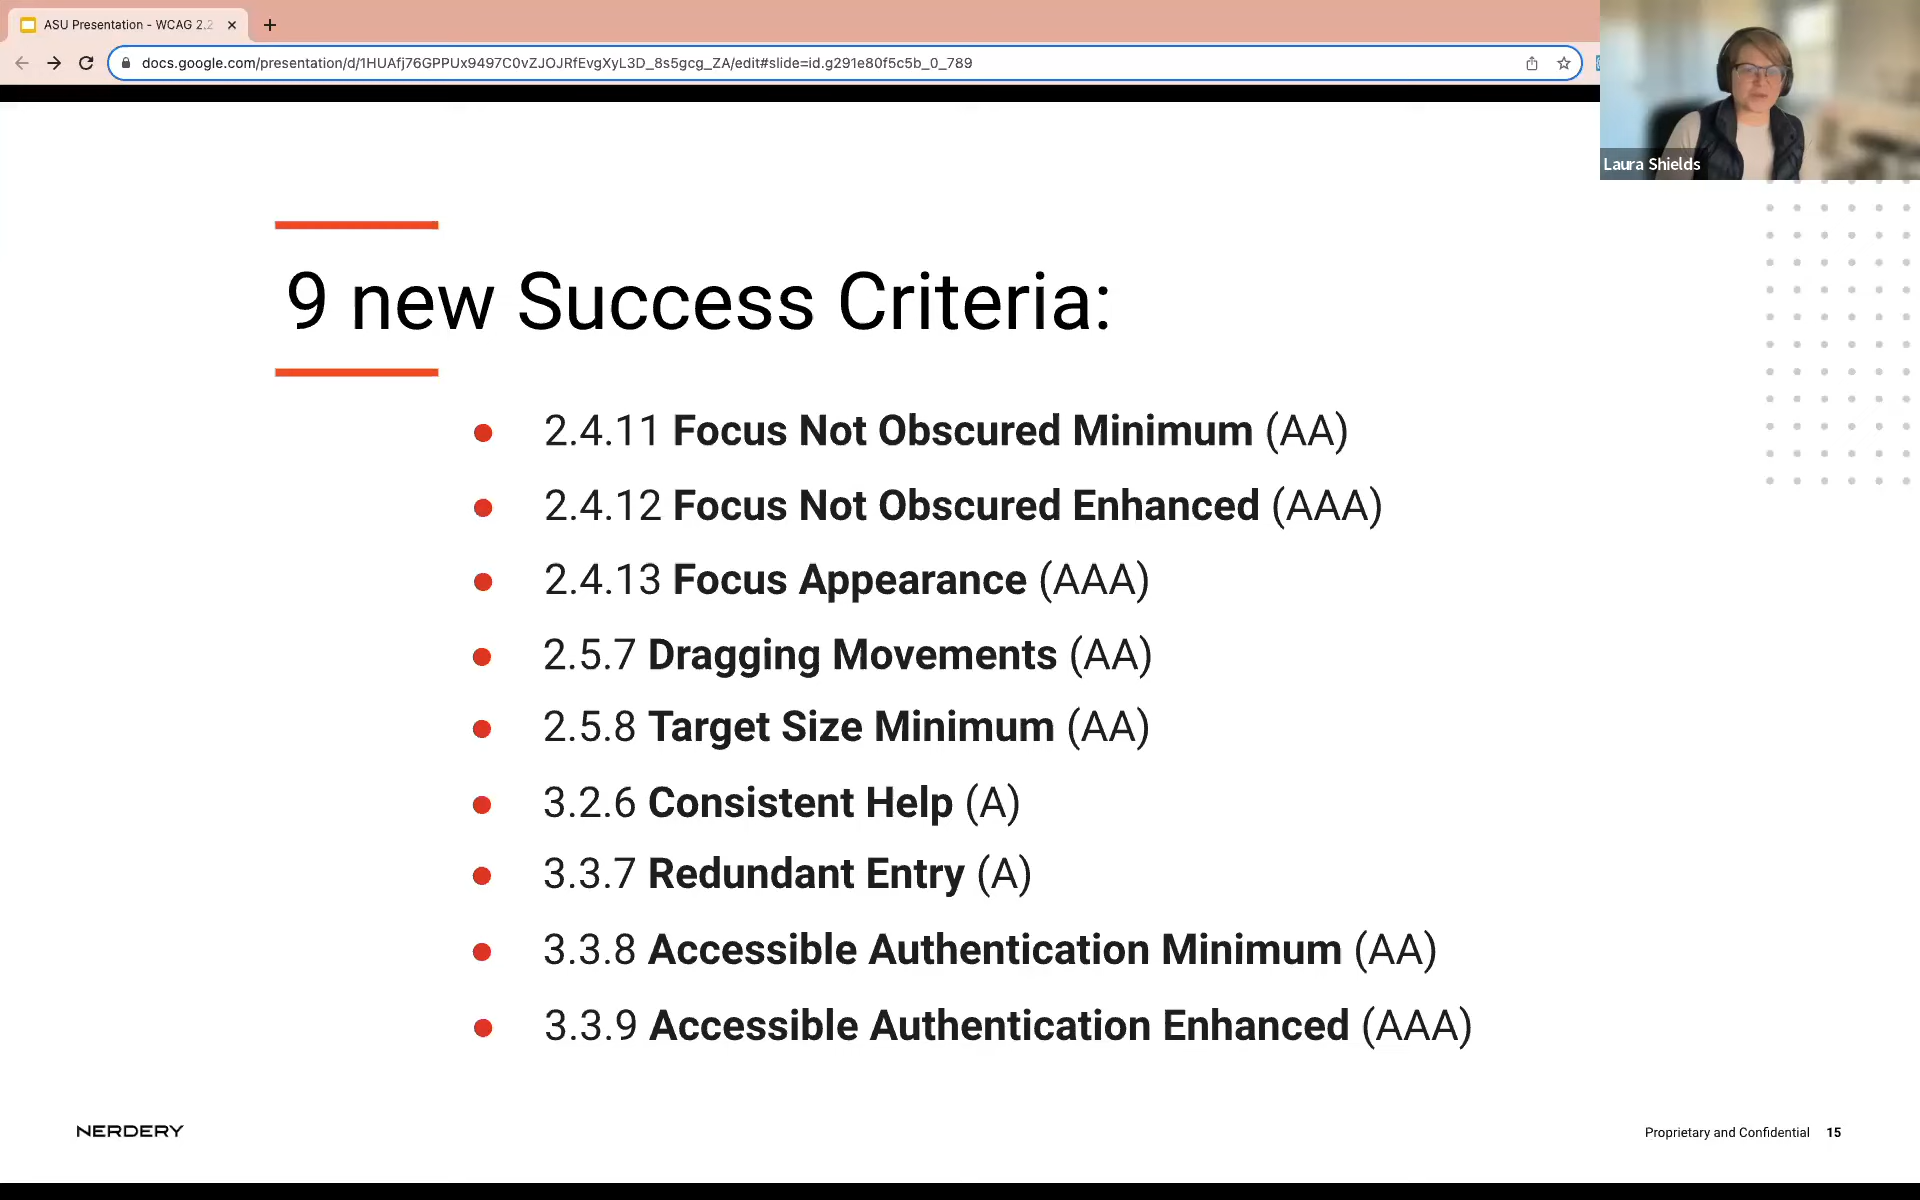 ASU Presentation - WCAG 2.2
docs.google.com/presentation/d/1HUAfj76GPPUx9497C0vZJOJRfEvgXyL3D_8s5gcg_ZA/edit#slide=id.g291e80f5c5b_0_789
Laura Shields
9 new Success Criteria:
2.4.11 Focus Not Obscured Minimum (AA)
2.4.12 Focus Not Obscured Enhanced (AAA)
2.4.13 Focus Appearance (AAA)
2.5.7 Dragging Movements (AA)
2.5.8 Target Size Minimum (AA)
3.2.6 Consistent Help (A)
3.3.7 Redundant Entry (A)
3.3.8 Accessible Authentication Minimum (AA)
3.3.9 Accessible Authentication Enhanced (AAA)
NERDERY
Proprietary and Confidential 15